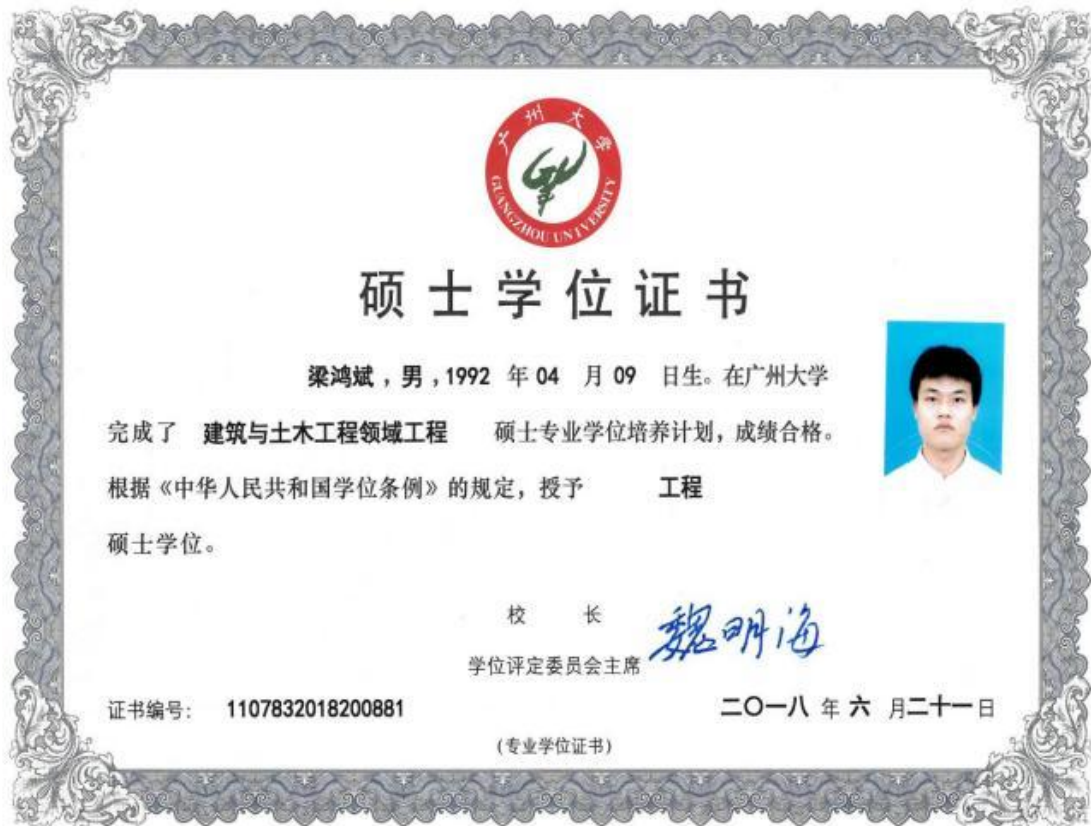 广州大学
GUANGZHOU UNIVERSITY
硕士学位证书
梁鸿斌，男，1992 年 04 月 09 日生。在广州大学
完成了 建筑与土木工程领域工程 硕士专业学位培养计划，成绩合格。
根据《中华人民共和国学位条例》的规定，授予 工程
硕士学位。
校 长 魏明海
学位评定委员会主席
证书编号： 1107832018200881 二〇一八 年 六 月二十一日
(专业学位证书)